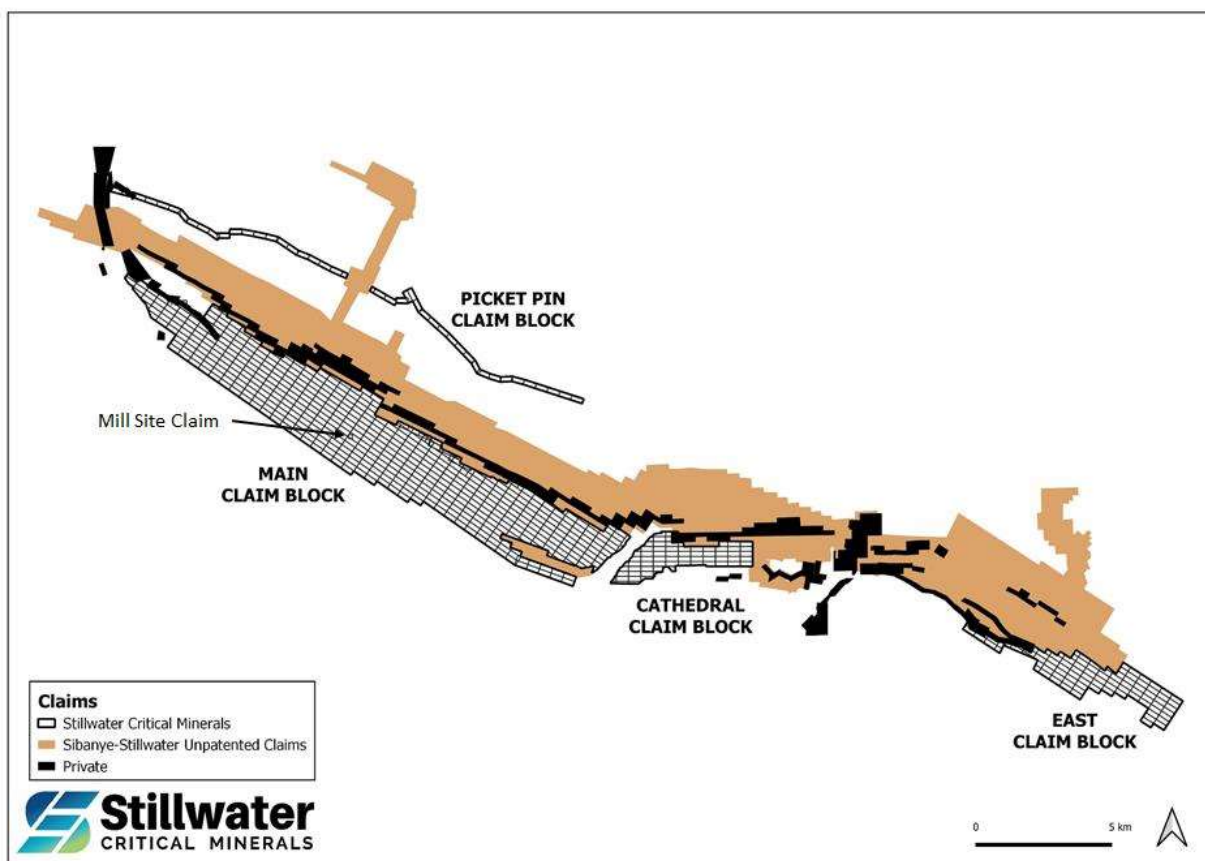 PICKET PIN
CLAIM BLOCK
Mill Site Claim
MAIN
CLAIM BLOCK
CATHEDRAL
CLAIM BLOCK
EAST
CLAIM BLOCK
Claims
Stillwater Critical Minerals
Sibanye-Stillwater Unpatented Claims
Private
Stillwater
CRITICAL MINERALS
0 5 km